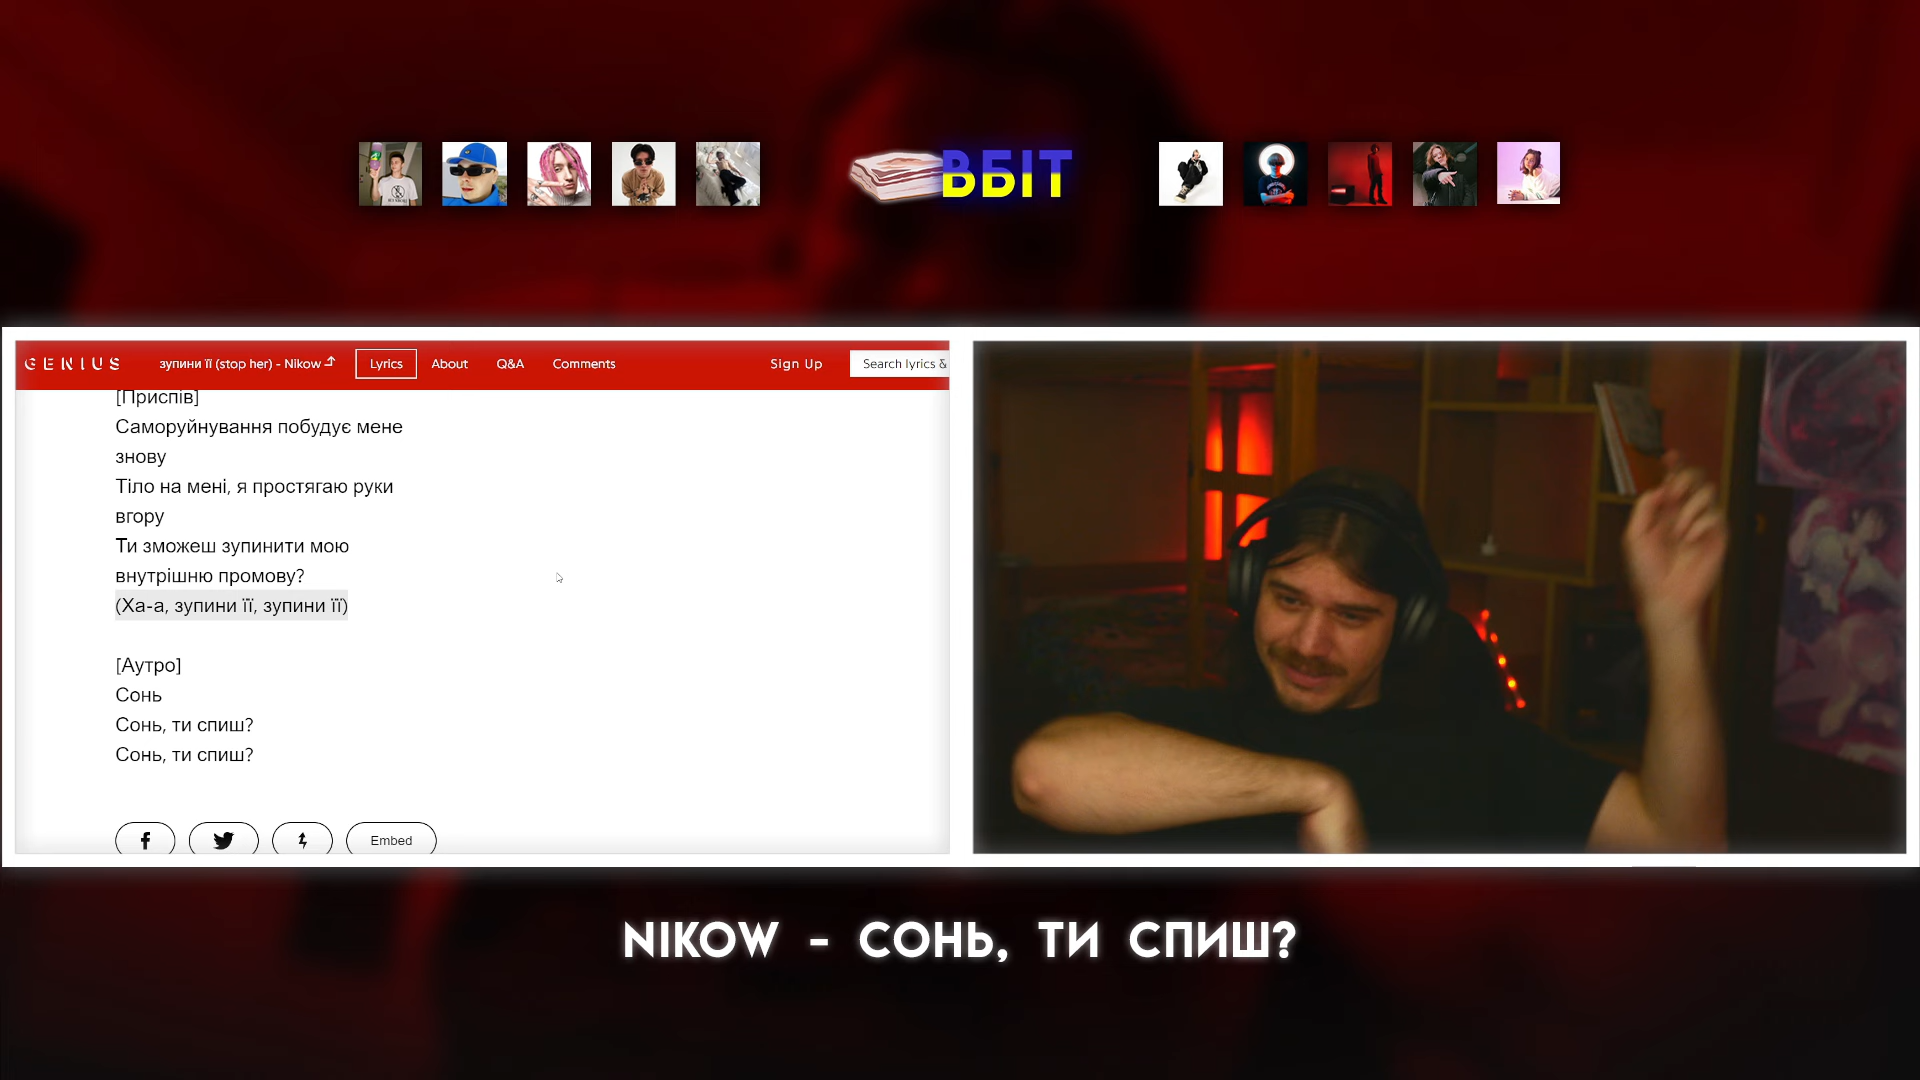 ВБІТ
GENIUS
зупини її (stop her) - Nikow
Lyrics
About
Q&A
Comments
Sign Up
Search lyrics &
[Приспів]
Саморуйнування побудує мене
знову
Тіло на мені, я простягаю руки
вгору
Ти зможеш зупинити мою
внутрішню промову?
(Ха-а, зупини її, зупини її)
[Аутро]
Сонь
Сонь, ти спиш?
Сонь, ти спиш?
Embed
NIKOW - СОНЬ, ТИ СПИШ?